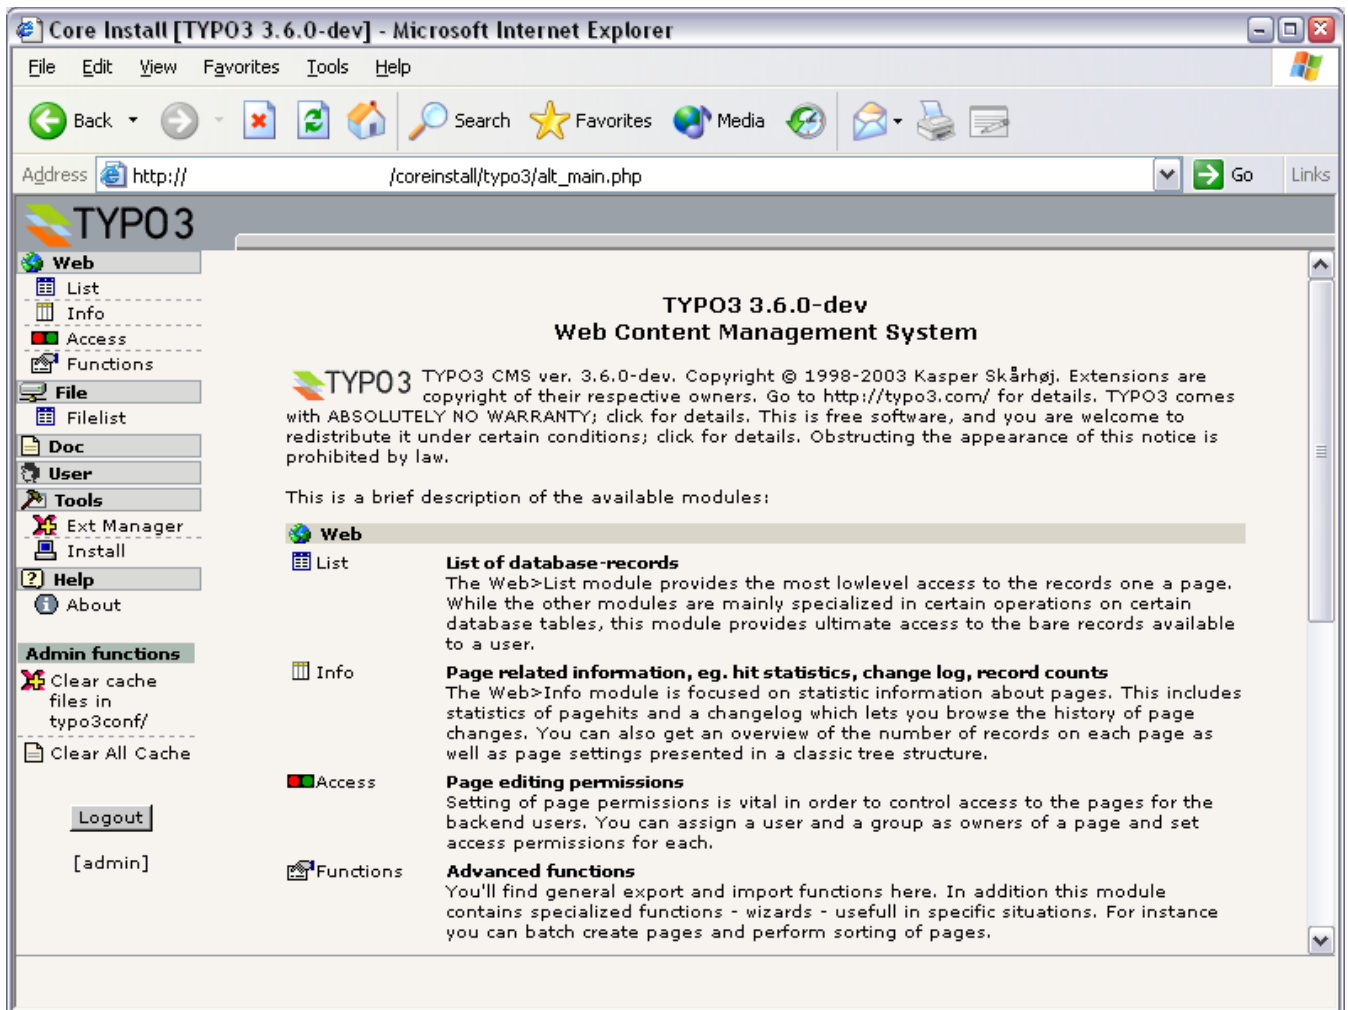 Core Install [TYPO3 3.6.0-dev] - Microsoft Internet Explorer
File Edit View Favorites Tools Help
Back Search Favorites Media
Address http:// /coreinstall/typo3/alt_main.php Go Links
TYPO3
Web
List
Info
Access
Functions
File
Filelist
Doc
User
Tools
Ext Manager
Install
Help
About
Admin functions
Clear cache
files in
typo3conf/
Clear All Cache
Logout
[admin]
TYPO3 3.6.0-dev
Web Content Management System
TYPO3 TYPO3 CMS ver. 3.6.0-dev. Copyright © 1998-2003 Kasper Skårhøj. Extensions are
copyright of their respective owners. Go to http://typo3.com/ for details. TYPO3 comes
with ABSOLUTELY NO WARRANTY; click for details. This is free software, and you are welcome to
redistribute it under certain conditions; click for details. Obstructing the appearance of this notice is
prohibited by law.
This is a brief description of the available modules:
Web
List List of database-records
The Web>List module provides the most lowlevel access to the records one a page.
While the other modules are mainly specialized in certain operations on certain
database tables, this module provides ultimate access to the bare records available
to a user.
Info Page related information, eg. hit statistics, change log, record counts
The Web>Info module is focused on statistic information about pages. This includes
statistics of pagehits and a changelog which lets you browse the history of page
changes. You can also get an overview of the number of records on each page as
well as page settings presented in a classic tree structure.
Access Page editing permissions
Setting of page permissions is vital in order to control access to the pages for the
backend users. You can assign a user and a group as owners of a page and set
access permissions for each.
Functions Advanced functions
You'll find general export and import functions here. In addition this module
contains specialized functions - wizards - usefull in specific situations. For instance
you can batch create pages and perform sorting of pages.